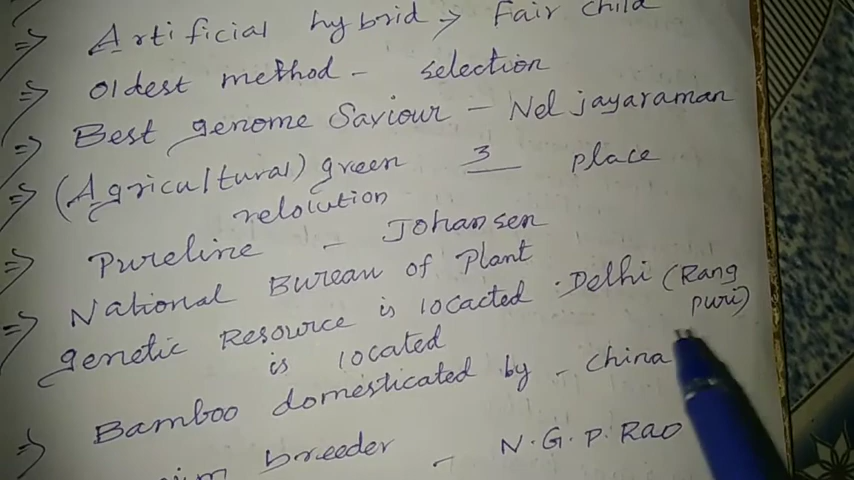 ⇒ Artificial hybrid → Fair child
⇒ Oldest method - selection
⇒ Best genome Saviour - Nel jayaraman
⇒ (Agricultural) green 3 place
relolution
⇒ Pureline - Johansen
⇒ National Bureau of Plant
genetic Resource is locacted Delhi (Rang
puri)
is located
⇒ Bamboo domesticated by - china
breeder - N.G.P. Rao